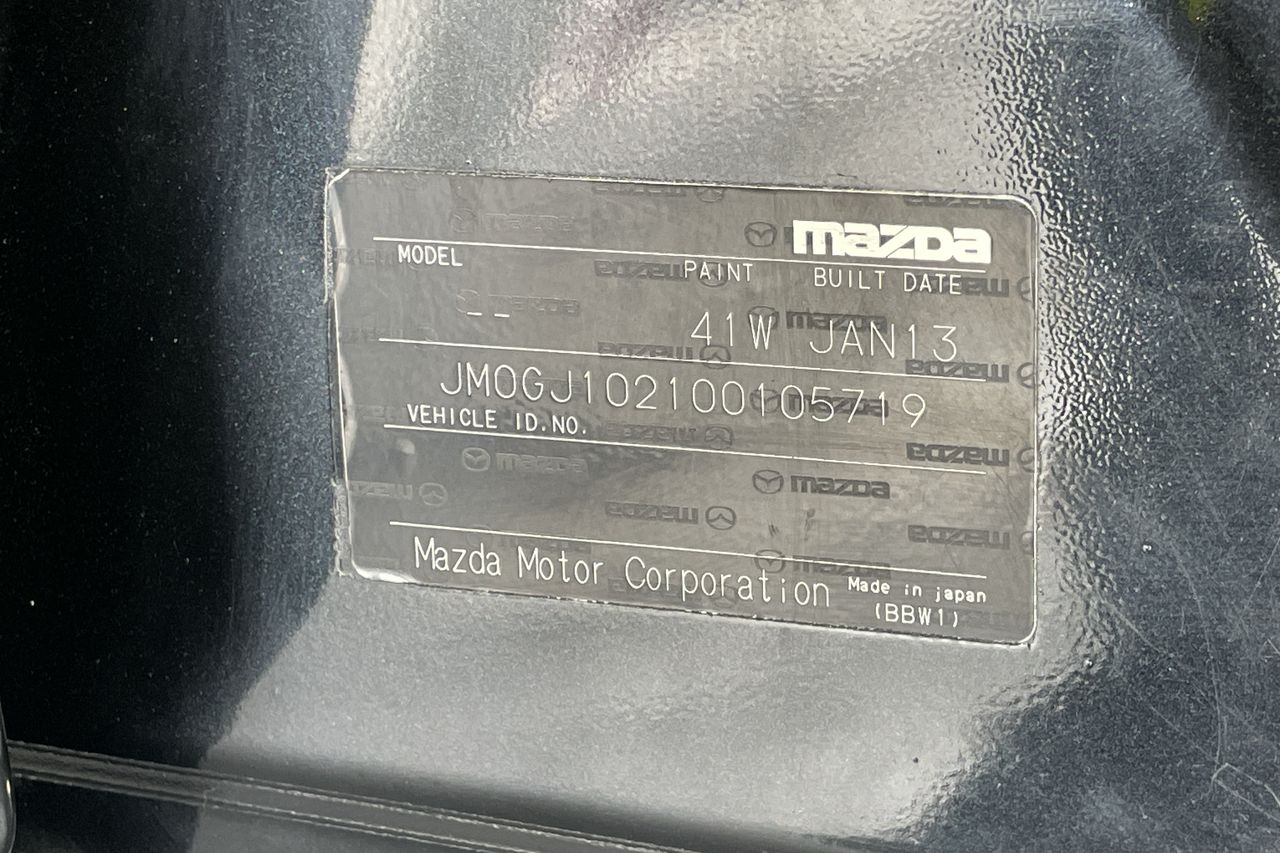 mazda
MODEL PAINT BUILT DATE
-- 41W JAN13
JM0GJ102100105719
VEHICLE ID.NO.
Mazda Motor Corporation Made in japan
(BBW1)